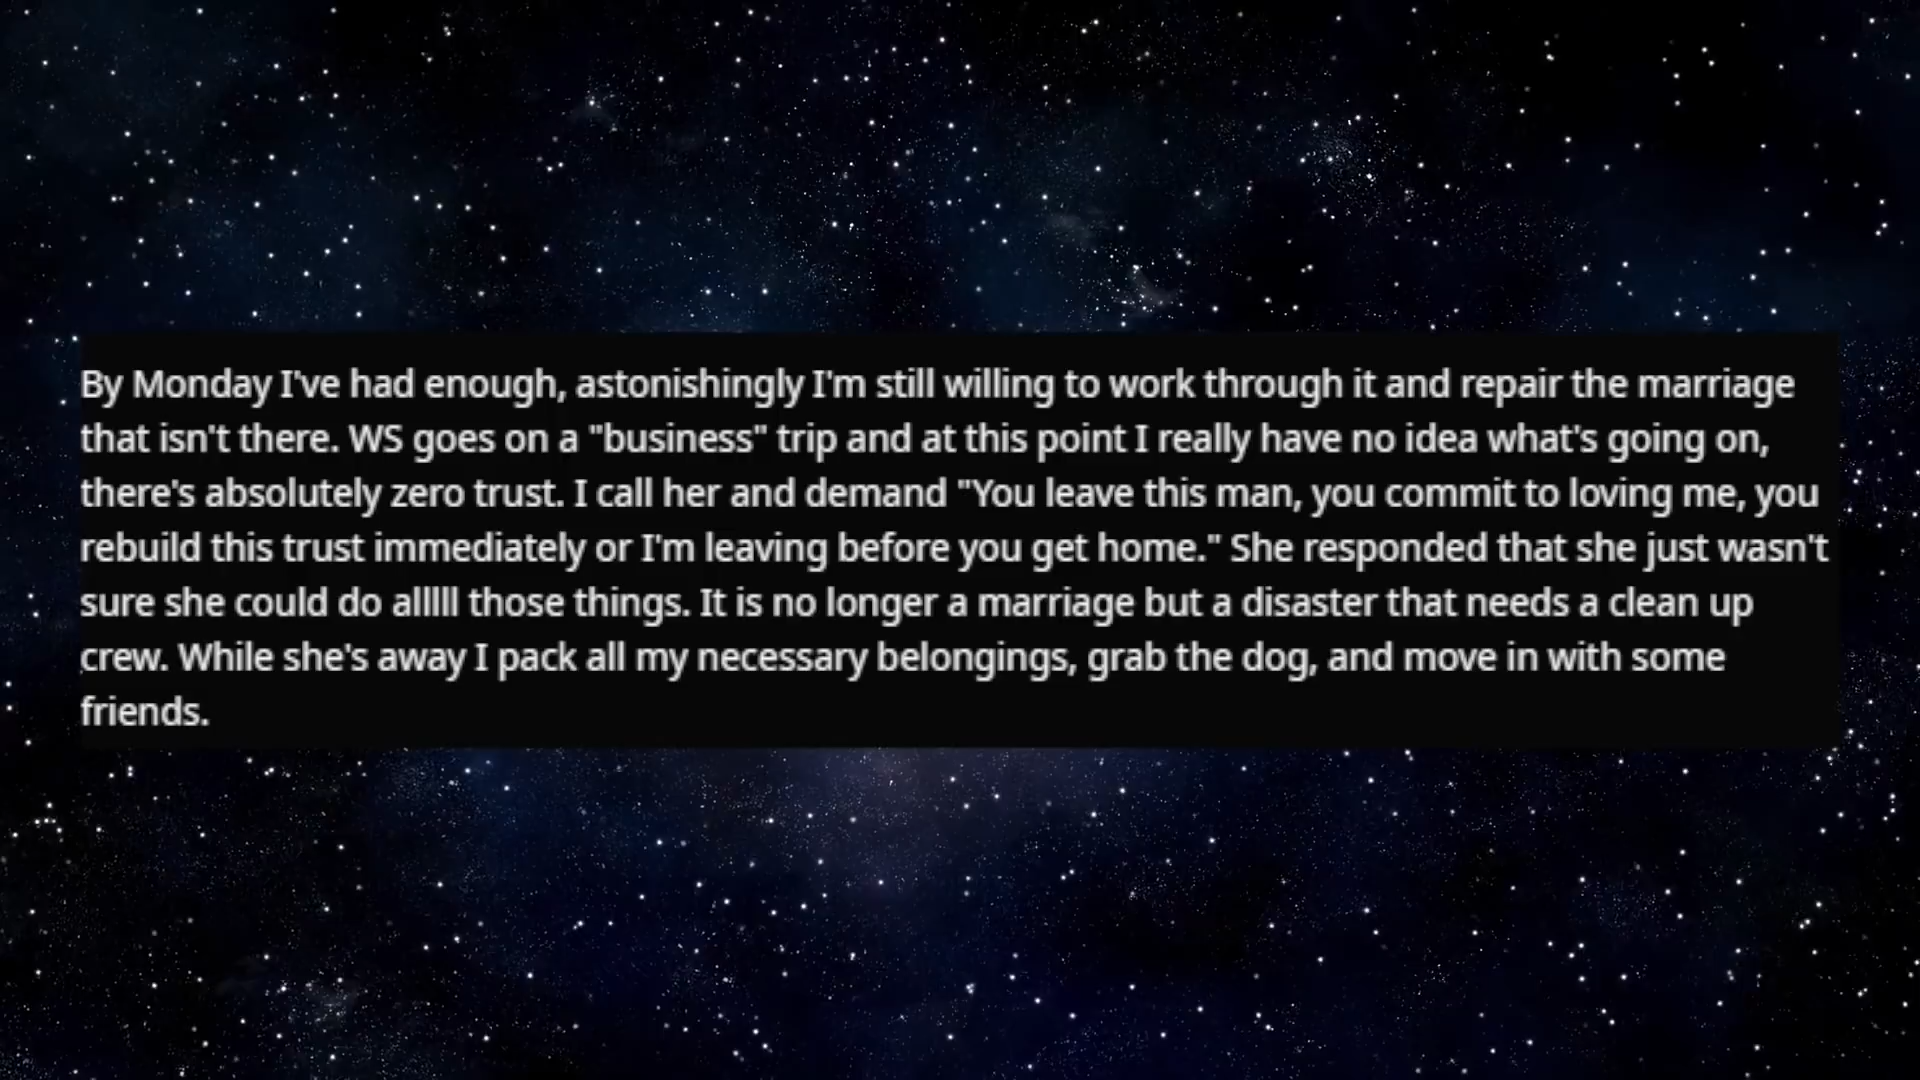 By Monday I've had enough, astonishingly I'm still willing to work through it and repair the marriage
that isn't there. WS goes on a "business" trip and at this point I really have no idea what's going on,
there's absolutely zero trust. I call her and demand "You leave this man, you commit to loving me, you
rebuild this trust immediately or I'm leaving before you get home." She responded that she just wasn't
sure she could do alllll those things. It is no longer a marriage but a disaster that needs a clean up
crew. While she's away I pack all my necessary belongings, grab the dog, and move in with some
friends.